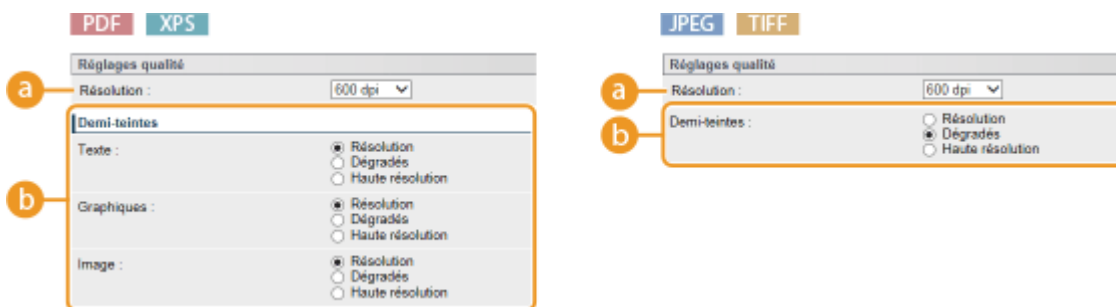 PDF XPS
Réglages qualité
a
Résolution : 600 dpi
b
Demi-teintes
Texte : Résolution
Dégradés
Haute résolution
Graphiques : Résolution
Dégradés
Haute résolution
Image : Résolution
Dégradés
Haute résolution
JPEG TIFF
Réglages qualité
a
Résolution : 600 dpi
b
Demi-teintes : Résolution
Dégradés
Haute résolution